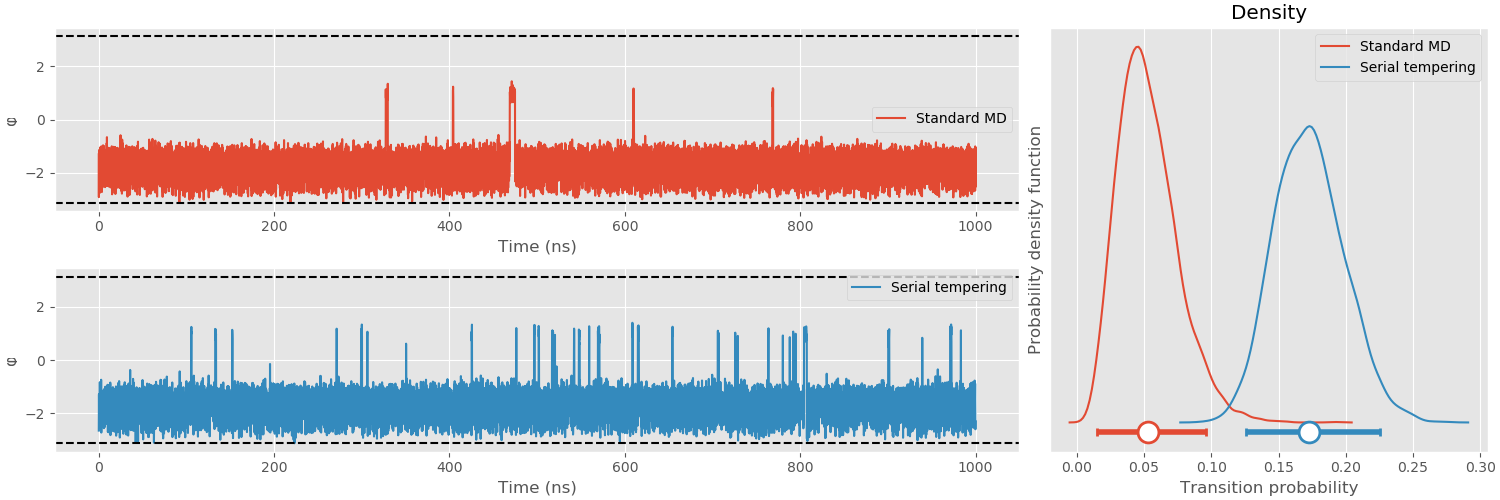 φ
2
0
−2
Standard MD
0
200
400
600
800
1000
Time (ns)
φ
2
0
−2
Serial tempering
0
200
400
600
800
1000
Time (ns)
Density
Probability density function
Standard MD
Serial tempering
0.00
0.05
0.10
0.15
0.20
0.25
0.30
Transition probability